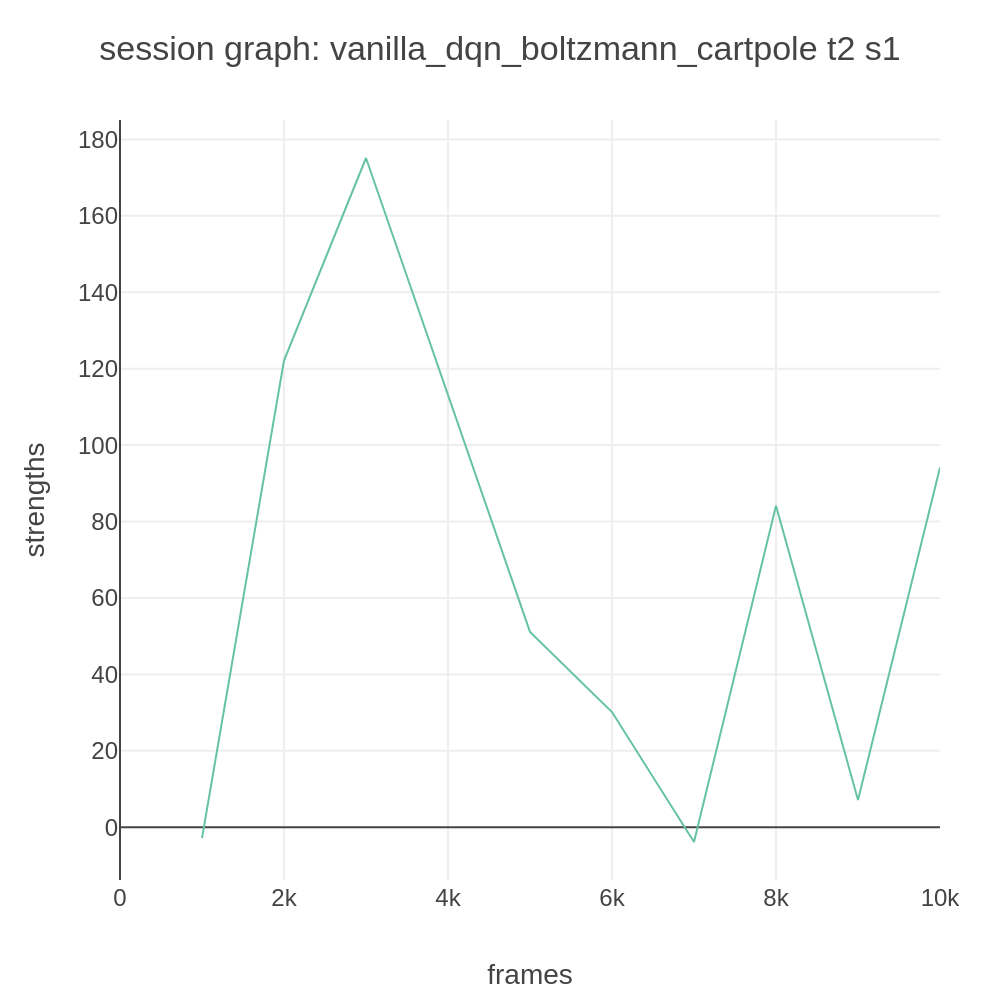 session graph: vanilla_dqn_boltzmann_cartpole t2 s1
180
160
140
120
100
80
60
40
20
0
strengths
0 2k 4k 6k 8k 10k
frames